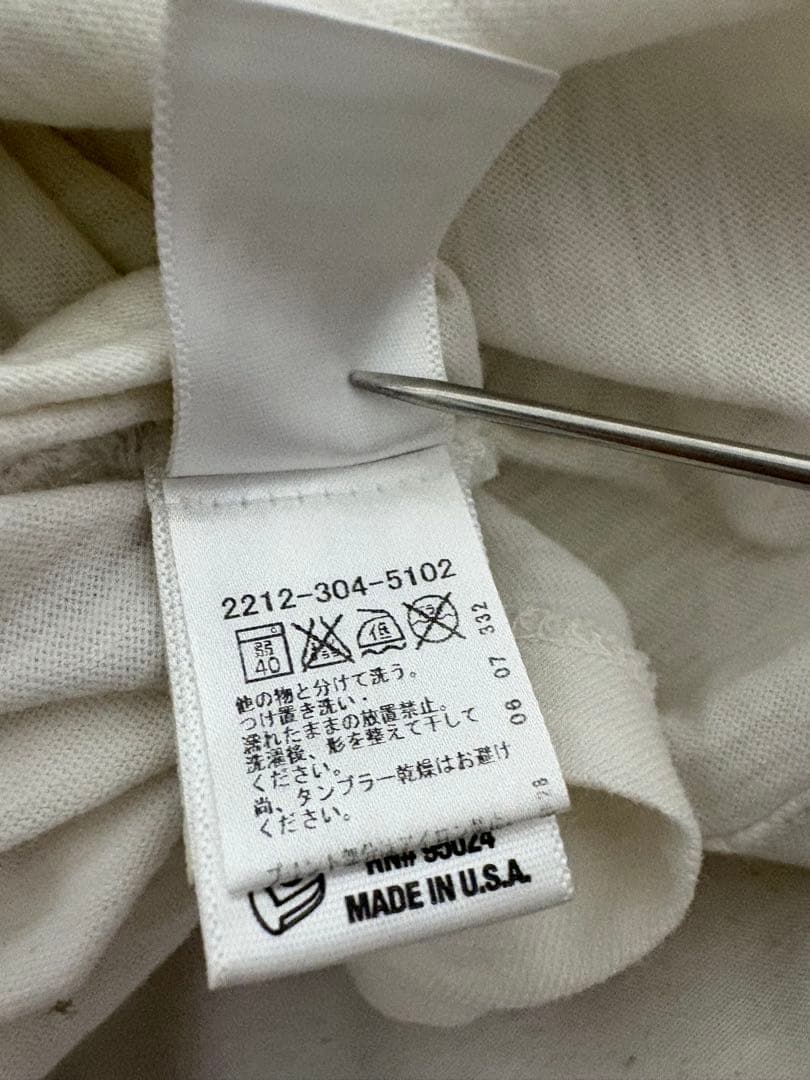 2212-304-5102
弱
40
低
他の物と分けて洗う。
つけ置き洗い・
濡れたままの放置禁止。
洗濯後、形を整えて干して
ください。
尚、タンブラー乾燥はお避け
ください。
06 07 332
28
RN# 95024
MADE IN U.S.A.